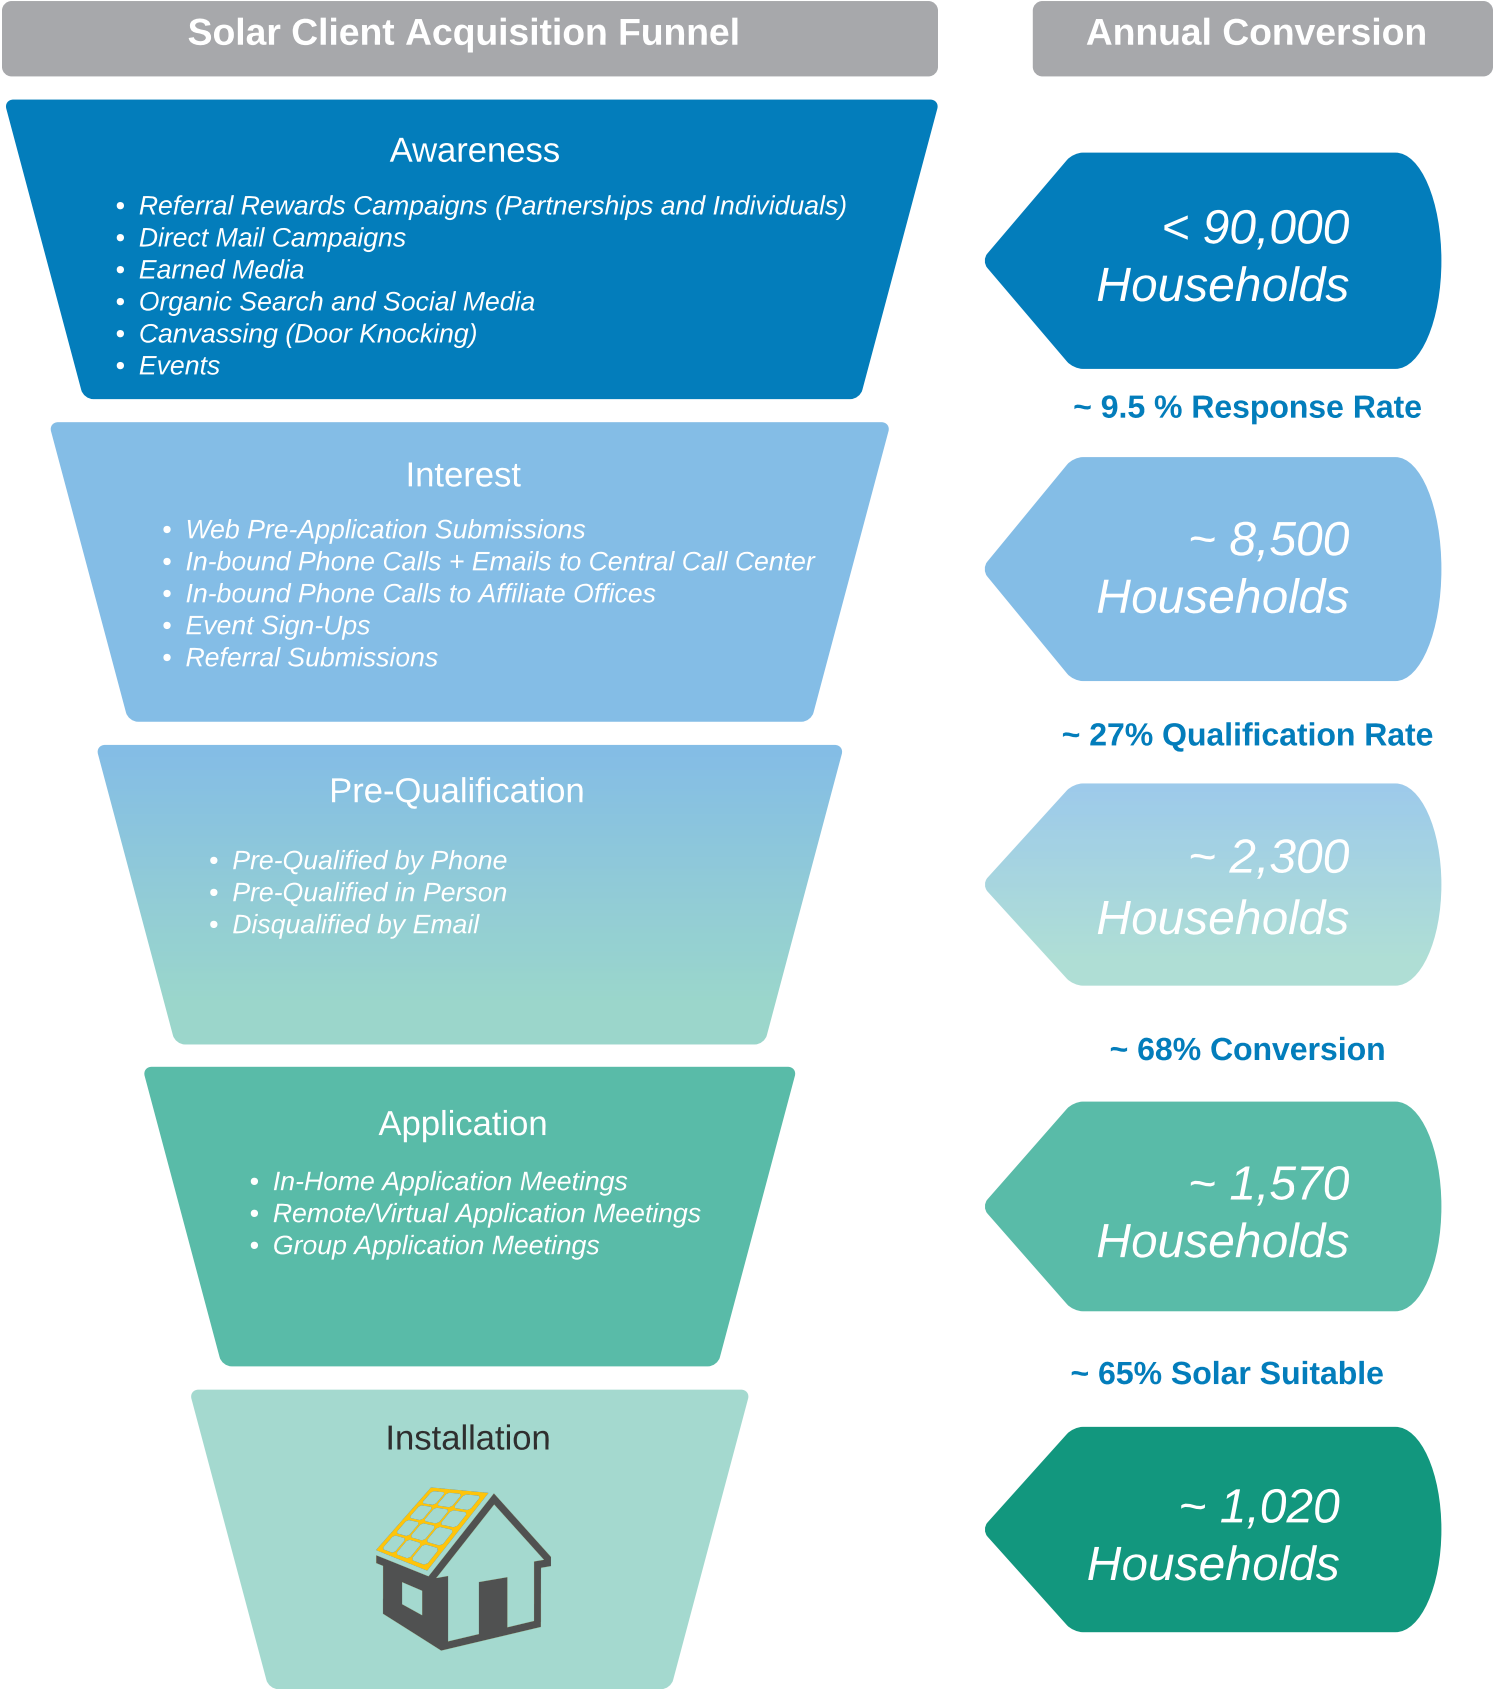 Solar Client Acquisition Funnel
Annual Conversion
Awareness
• Referral Rewards Campaigns (Partnerships and Individuals)
• Direct Mail Campaigns
• Earned Media
• Organic Search and Social Media
• Canvassing (Door Knocking)
• Events
< 90,000
Households
~ 9.5 % Response Rate
Interest
• Web Pre-Application Submissions
• In-bound Phone Calls + Emails to Central Call Center
• In-bound Phone Calls to Affiliate Offices
• Event Sign-Ups
• Referral Submissions
~ 8,500
Households
~ 27% Qualification Rate
Pre-Qualification
• Pre-Qualified by Phone
• Pre-Qualified in Person
• Disqualified by Email
~ 2,300
Households
~ 68% Conversion
Application
• In-Home Application Meetings
• Remote/Virtual Application Meetings
• Group Application Meetings
~ 1,570
Households
~ 65% Solar Suitable
Installation
~ 1,020
Households